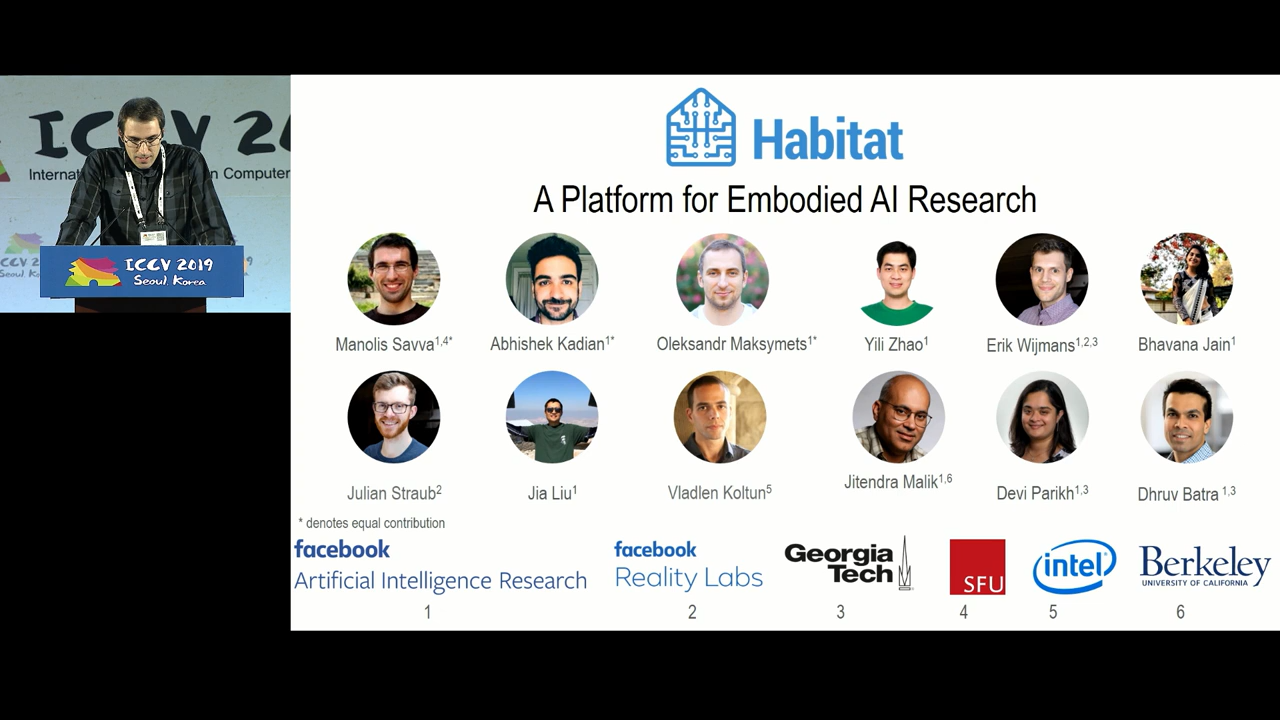 ICCV 20
International
n Computer
ICCV 2019
Seoul Korea
Habitat
A Platform for Embodied AI Research
Manolis Savva1,4*
Abhishek Kadian1*
Oleksandr Maksymets1*
Yili Zhao1
Erik Wijmans1,2,3
Bhavana Jain1
Julian Straub2
Jia Liu1
Vladlen Koltun5
Jitendra Malik1,6
Devi Parikh1,3
Dhruv Batra 1,3
* denotes equal contribution
facebook
Artificial Intelligence Research
facebook
Reality Labs
Georgia
Tech
SFU
intel
Berkeley
UNIVERSITY OF CALIFORNIA
1
2
3
4
5
6